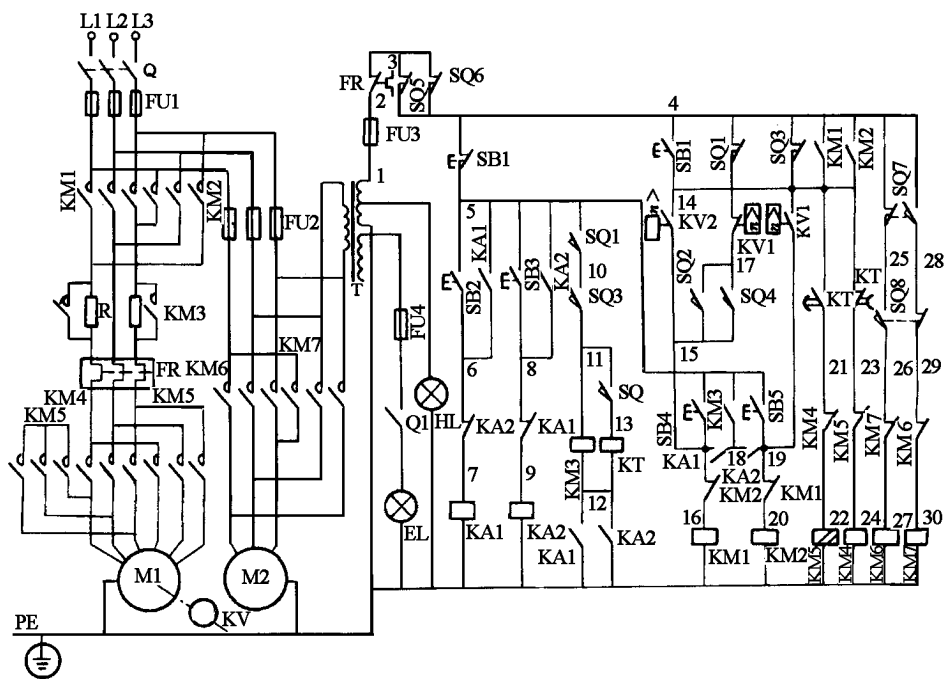 L1 L2 L3
Q
FU1
KM1
KM2
FU2
R
KM3
FR
KM4
KM5
KM5
KM6
KM7
M1
M2
KV
PE
FR
3
2
SQ5
SQ6
FU3
1
T
FU4
Q1
HL
EL
4
SB1
5
KA1
SB2
SB3
KA2
6
8
KA2
KA1
7
9
KA1
KA2
SQ1
10
SQ3
11
SQ
13
KM3
KT
12
KA1
KA2
SB1
SQ1
SQ3
KM1
KM2
SQ7
n >
14
KV2
KV1
n
n
KV1
SQ2
17
SQ4
15
KT
KT
25
28
SQ8
21
23
26
29
SB4
KM3
SB5
KA1
18
19
KA2
KM2
KM1
KM4
KM5
KM7
KM6
16
20
22
24
27
30
KM1
KM2
KM5
KM4
KM6
KM7